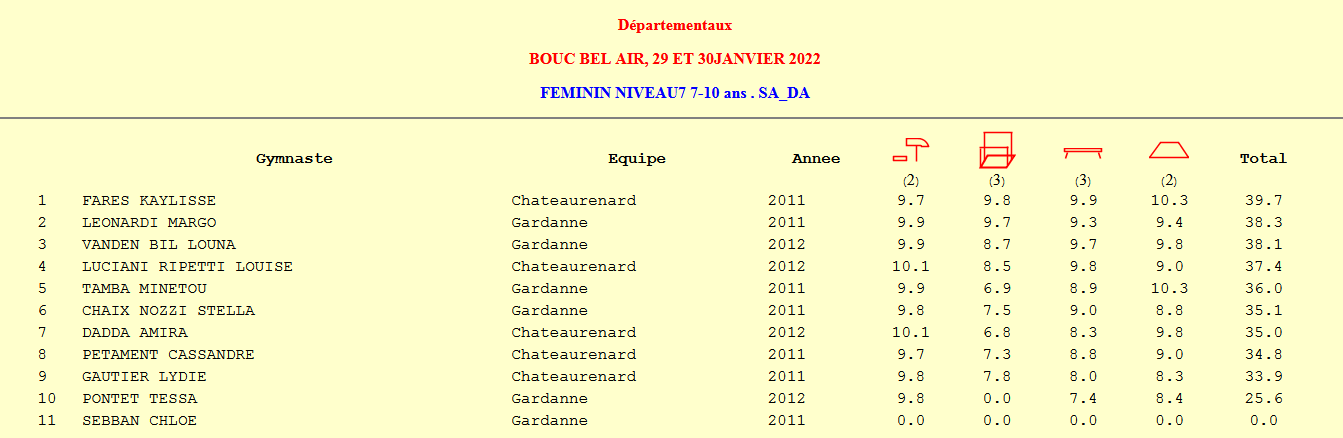 Départementaux
BOUC BEL AIR, 29 ET 30JANVIER 2022
FEMININ NIVEAU7 7-10 ans . SA_DA
Gymnaste Equipe Annee Total
(2) (3) (3) (2)
1 FARES KAYLISSE Chateaurenard 2011 9.7 9.8 9.9 10.3 39.7
2 LEONARDI MARGO Gardanne 2011 9.9 9.7 9.3 9.4 38.3
3 VANDEN BIL LOUNA Gardanne 2012 9.9 8.7 9.7 9.8 38.1
4 LUCIANI RIPETTI LOUISE Chateaurenard 2012 10.1 8.5 9.8 9.0 37.4
5 TAMBA MINETOU Gardanne 2011 9.9 6.9 8.9 10.3 36.0
6 CHAIX NOZZI STELLA Gardanne 2011 9.8 7.5 9.0 8.8 35.1
7 DADDA AMIRA Chateaurenard 2012 10.1 6.8 8.3 9.8 35.0
8 PETAMENT CASSANDRE Chateaurenard 2011 9.7 7.3 8.8 9.0 34.8
9 GAUTIER LYDIE Chateaurenard 2011 9.8 7.8 8.0 8.3 33.9
10 PONTET TESSA Gardanne 2012 9.8 0.0 7.4 8.4 25.6
11 SEBBAN CHLOE Gardanne 2011 0.0 0.0 0.0 0.0 0.0